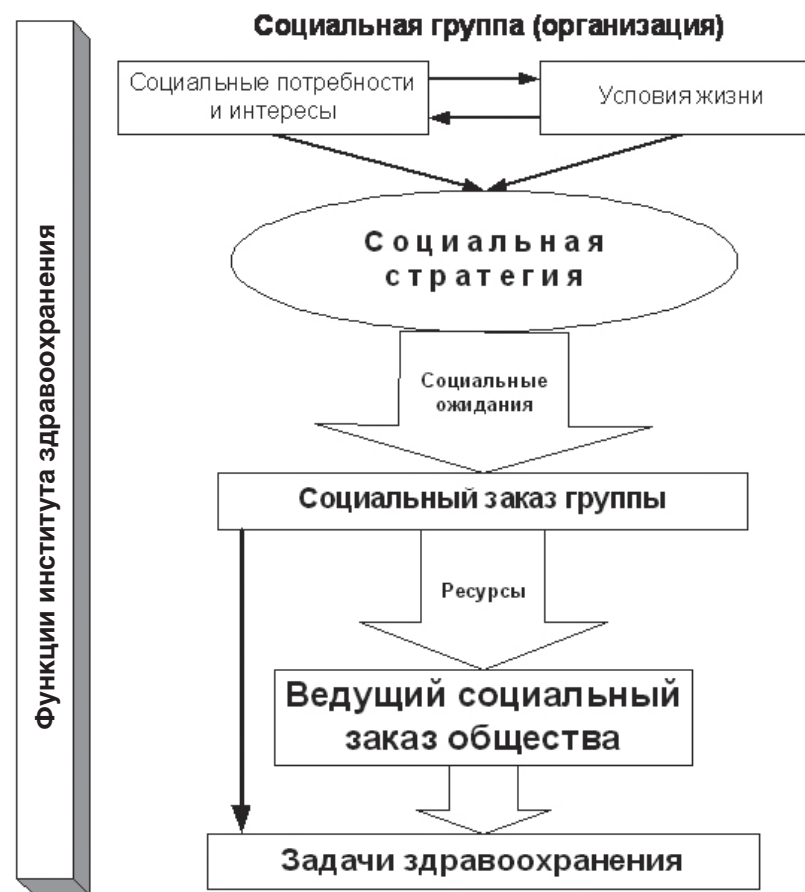 Социальная группа (организация)
Социальные потребности
и интересы
Условия жизни
Социальная
стратегия
Социальные
ожидания
Социальный заказ группы
Ресурсы
Ведущий социальный
заказ общества
Задачи здравоохранения
Функции института здравоохранения